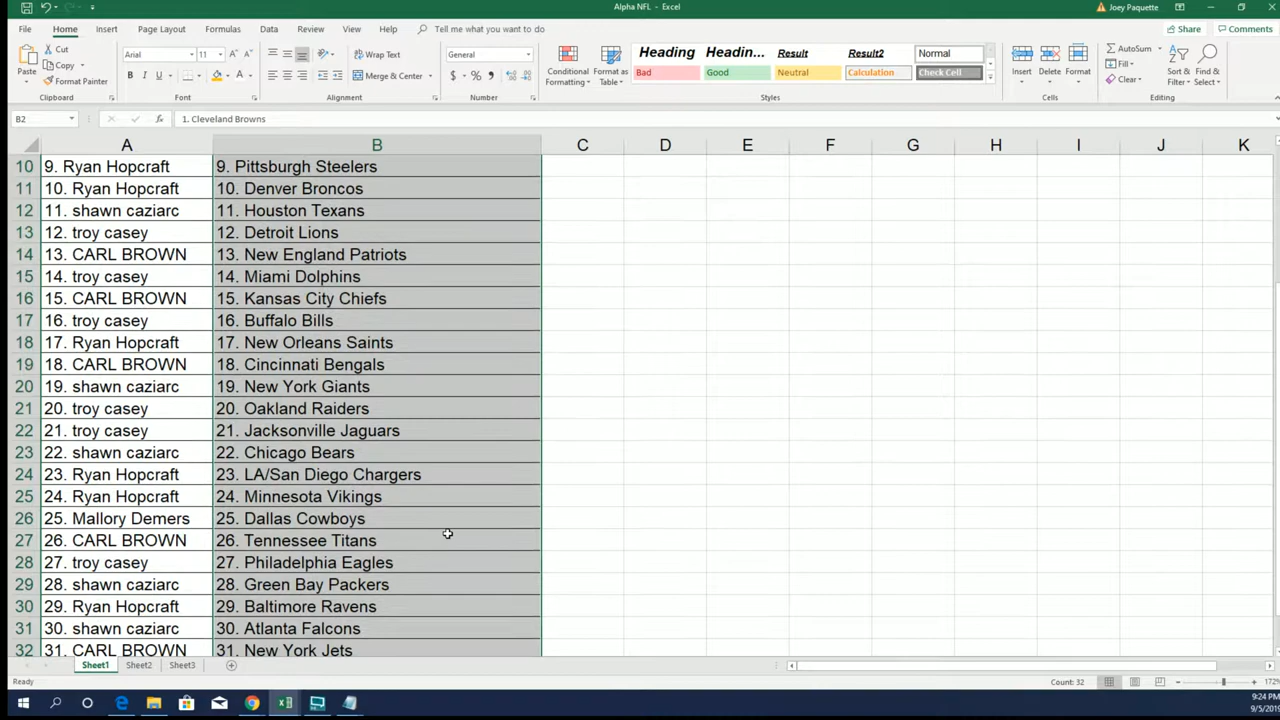 Alpha NFL - Excel
Joey Paquette
File Home Insert Page Layout Formulas Data Review View Help Tell me what you want to do Share Comments
Paste Cut Copy Format Painter Clipboard
Arial 11 B I U A Font
Wrap Text Merge & Center Alignment
General $ % Number
Conditional Formatting Format as Table
Heading Headin... Result Result2 Normal
Bad Good Neutral Calculation Check Cell
Styles
Insert Delete Format Cells
AutoSum Fill Clear Sort & Filter Find & Select Editing
B2 fx 1. Cleveland Browns
A B C D E F G H I J K
10 9. Ryan Hopcraft 9. Pittsburgh Steelers
11 10. Ryan Hopcraft 10. Denver Broncos
12 11. shawn caziarc 11. Houston Texans
13 12. troy casey 12. Detroit Lions
14 13. CARL BROWN 13. New England Patriots
15 14. troy casey 14. Miami Dolphins
16 15. CARL BROWN 15. Kansas City Chiefs
17 16. troy casey 16. Buffalo Bills
18 17. Ryan Hopcraft 17. New Orleans Saints
19 18. CARL BROWN 18. Cincinnati Bengals
20 19. shawn caziarc 19. New York Giants
21 20. troy casey 20. Oakland Raiders
22 21. troy casey 21. Jacksonville Jaguars
23 22. shawn caziarc 22. Chicago Bears
24 23. Ryan Hopcraft 23. LA/San Diego Chargers
25 24. Ryan Hopcraft 24. Minnesota Vikings
26 25. Mallory Demers 25. Dallas Cowboys
27 26. CARL BROWN 26. Tennessee Titans
28 27. troy casey 27. Philadelphia Eagles
29 28. shawn caziarc 28. Green Bay Packers
30 29. Ryan Hopcraft 29. Baltimore Ravens
31 30. shawn caziarc 30. Atlanta Falcons
32 31. CARL BROWN 31. New York Jets
Sheet1 Sheet2 Sheet3
Ready Count: 32 172%
9:24 PM
9/5/201